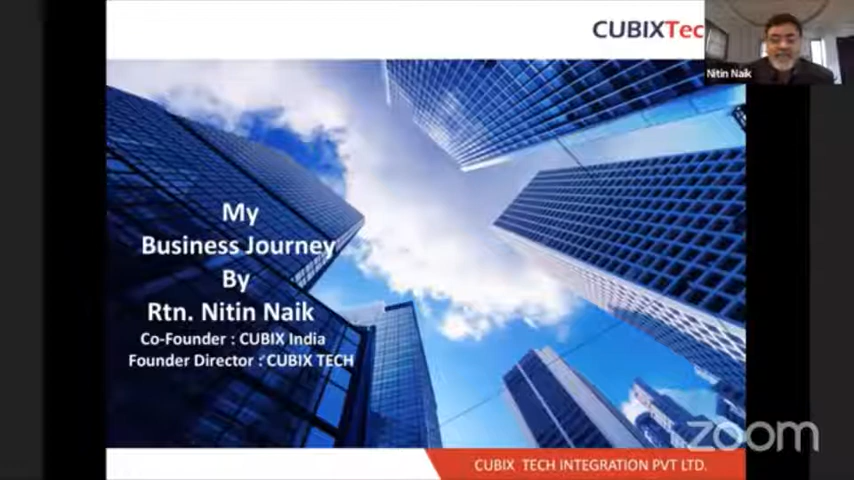 CUBIXTec
Nitin Naik
My
Business Journey
By
Rtn. Nitin Naik
Co-Founder : CUBIX India
Founder Director : CUBIX TECH
zoom
CUBIX TECH INTEGRATION PVT LTD.